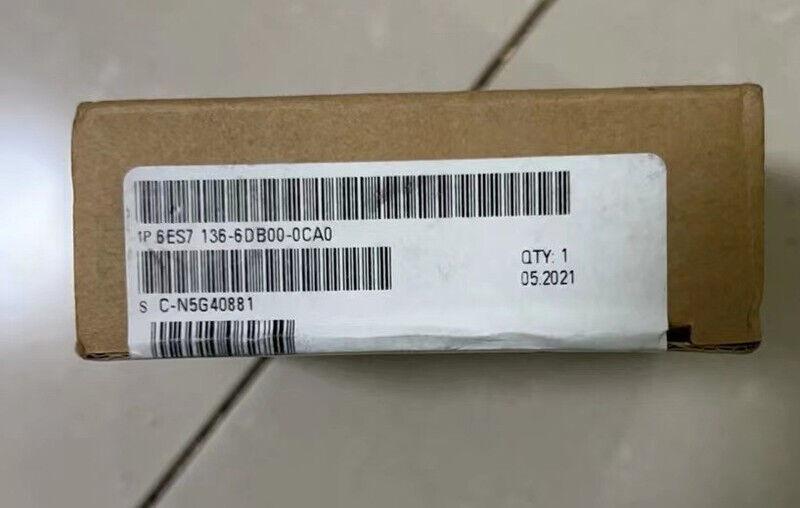 1P 6ES7 136-6DB00-0CA0
QTY: 1
05.2021
S C-N5G40881